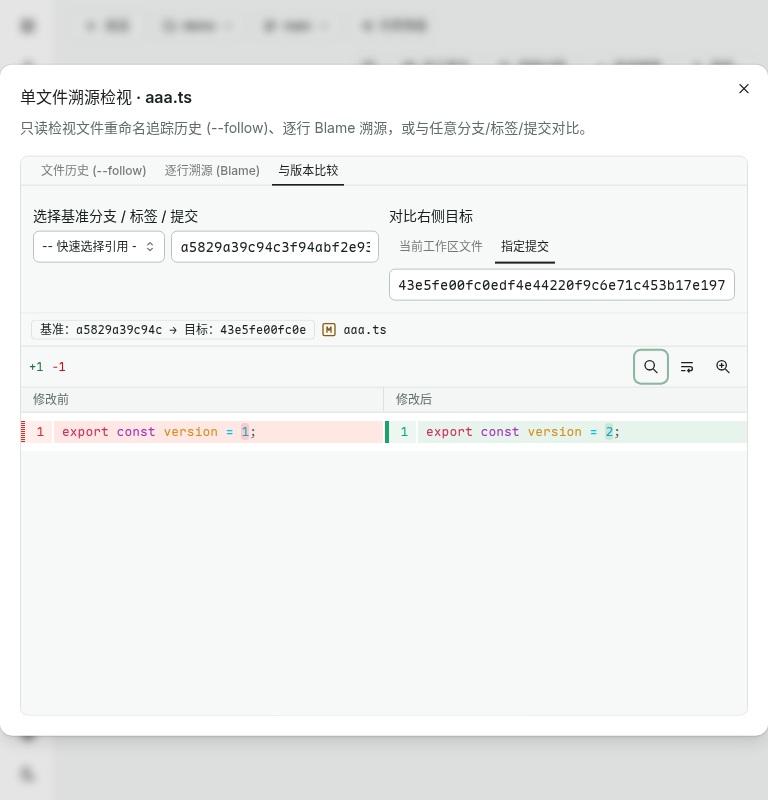 单文件溯源检视 · aaa.ts
只读检视文件重命名追踪历史 (--follow)、逐行 Blame 溯源，或与任意分支/标签/提交对比。
文件历史 (--follow) 逐行溯源 (Blame) 与版本比较
选择基准分支 / 标签 / 提交
-- 快速选择引用 - a5829a39c94c3f94abf2e93
对比右侧目标
当前工作区文件 指定提交
43e5fe00fc0edf4e44220f9c6e71c453b17e197
基准: a5829a39c94c → 目标: 43e5fe00fc0e M aaa.ts
+1 -1
修改前 修改后
1 export const version = 1; 1 export const version = 2;